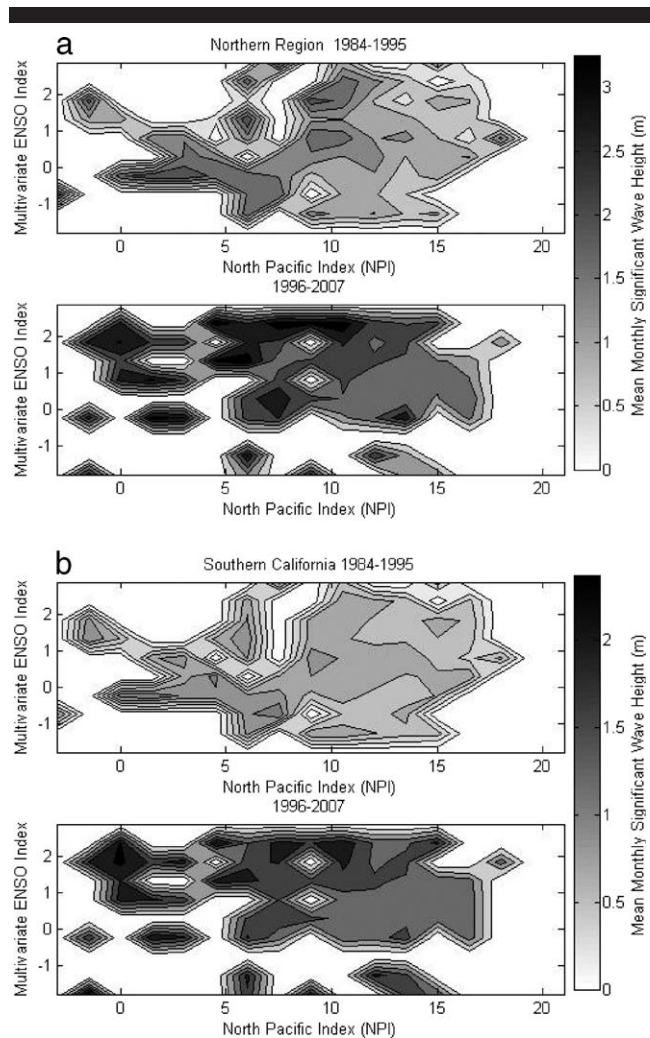 a
Northern Region 1984-1995
Multivariate ENSO Index
2
1
0
-1
0 5 10 15 20
North Pacific Index (NPI)
1996-2007
Multivariate ENSO Index
2
1
0
-1
0 5 10 15 20
North Pacific Index (NPI)
3
2.5
2
1.5
1
0.5
0
Mean Monthly Significant Wave Height (m)
b
Southern California 1984-1995
Multivariate ENSO Index
2
1
0
-1
0 5 10 15 20
North Pacific Index (NPI)
1996-2007
Multivariate ENSO Index
2
1
0
-1
0 5 10 15 20
North Pacific Index (NPI)
2
1.5
1
0.5
0
Mean Monthly Significant Wave Height (m)